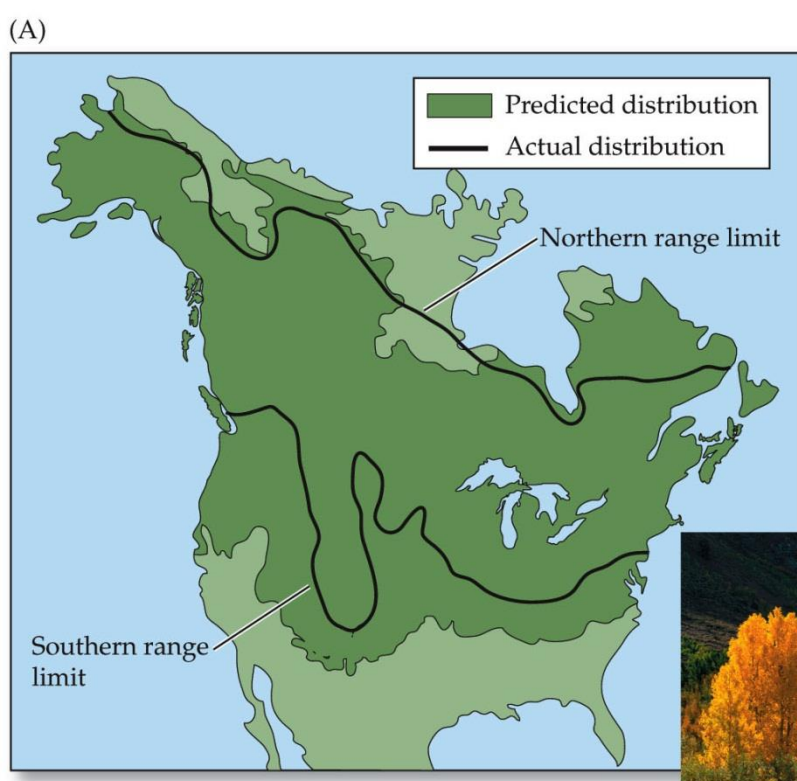 (A)
Predicted distribution
Actual distribution
Northern range limit
Southern range
limit